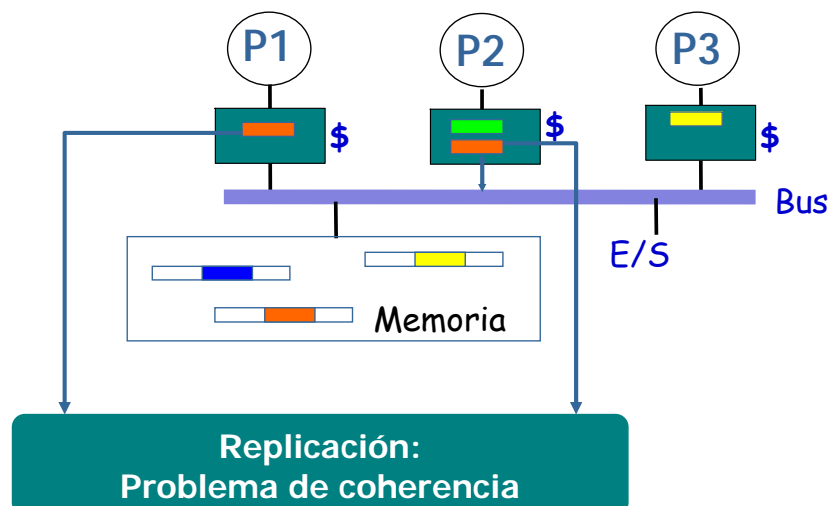 P1
P2
P3
$
$
$
Bus
E/S
Memoria
Replicación:
Problema de coherencia